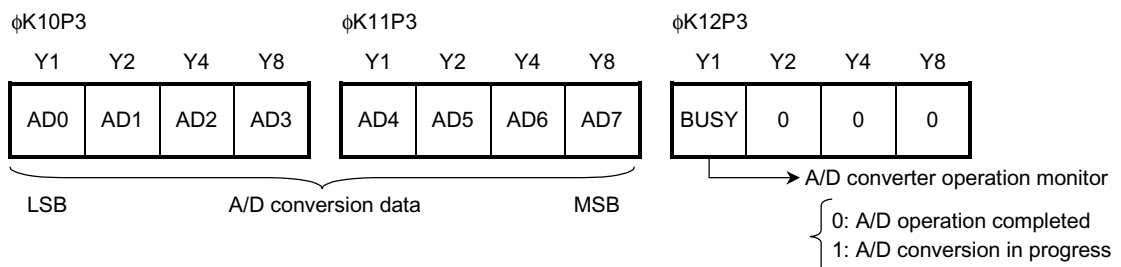 ϕK10P3 ϕK11P3 ϕK12P3
Y1 Y2 Y4 Y8 Y1 Y2 Y4 Y8 Y1 Y2 Y4 Y8
AD0 AD1 AD2 AD3 AD4 AD5 AD6 AD7 BUSY 0 0 0
A/D converter operation monitor
LSB A/D conversion data MSB
0: A/D operation completed
1: A/D conversion in progress